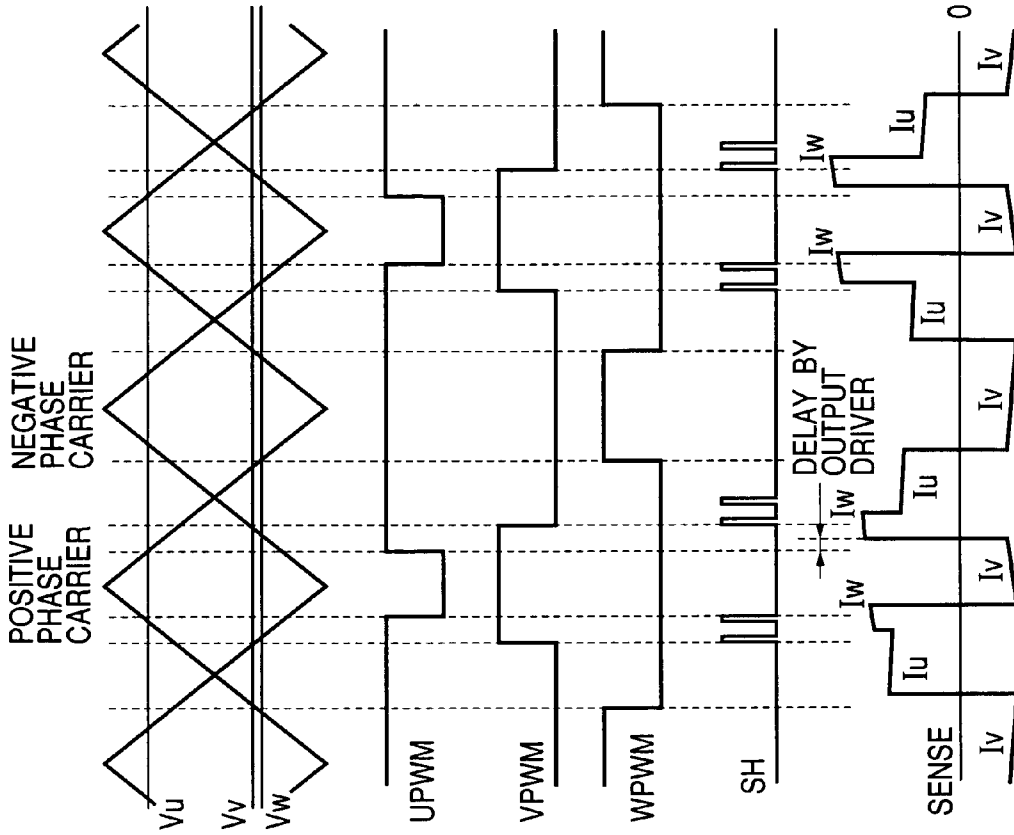 POSITIVE
PHASE
CARRIER
NEGATIVE
PHASE
CARRIER
Vu
Vv
Vw
UPWM
VPWM
WPWM
SH
DELAY BY
OUTPUT
DRIVER
SENSE
0
Iv
Iu
Iw
Iv
Iw
Iu
Iv
Iu
Iw
Iv
Iw
Iu
Iv